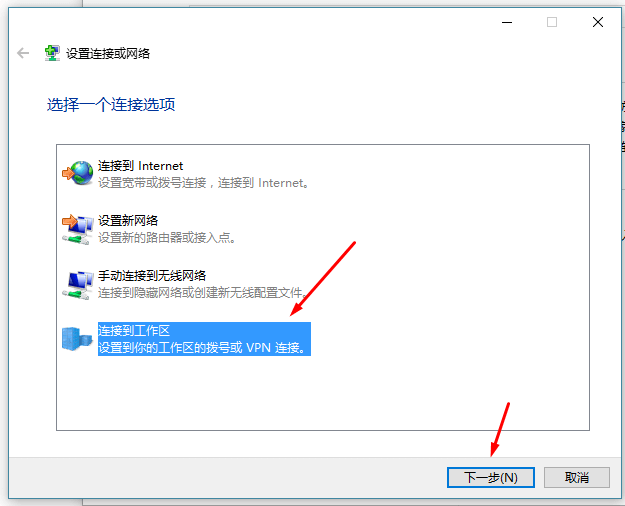 设置连接或网络
选择一个连接选项
连接到 Internet
设置宽带或拨号连接，连接到 Internet。
设置新网络
设置新的路由器或接入点。
手动连接到无线网络
连接到隐藏网络或创建新无线配置文件。
连接到工作区
设置到你的工作区的拨号或 VPN 连接。
下一步(N)
取消